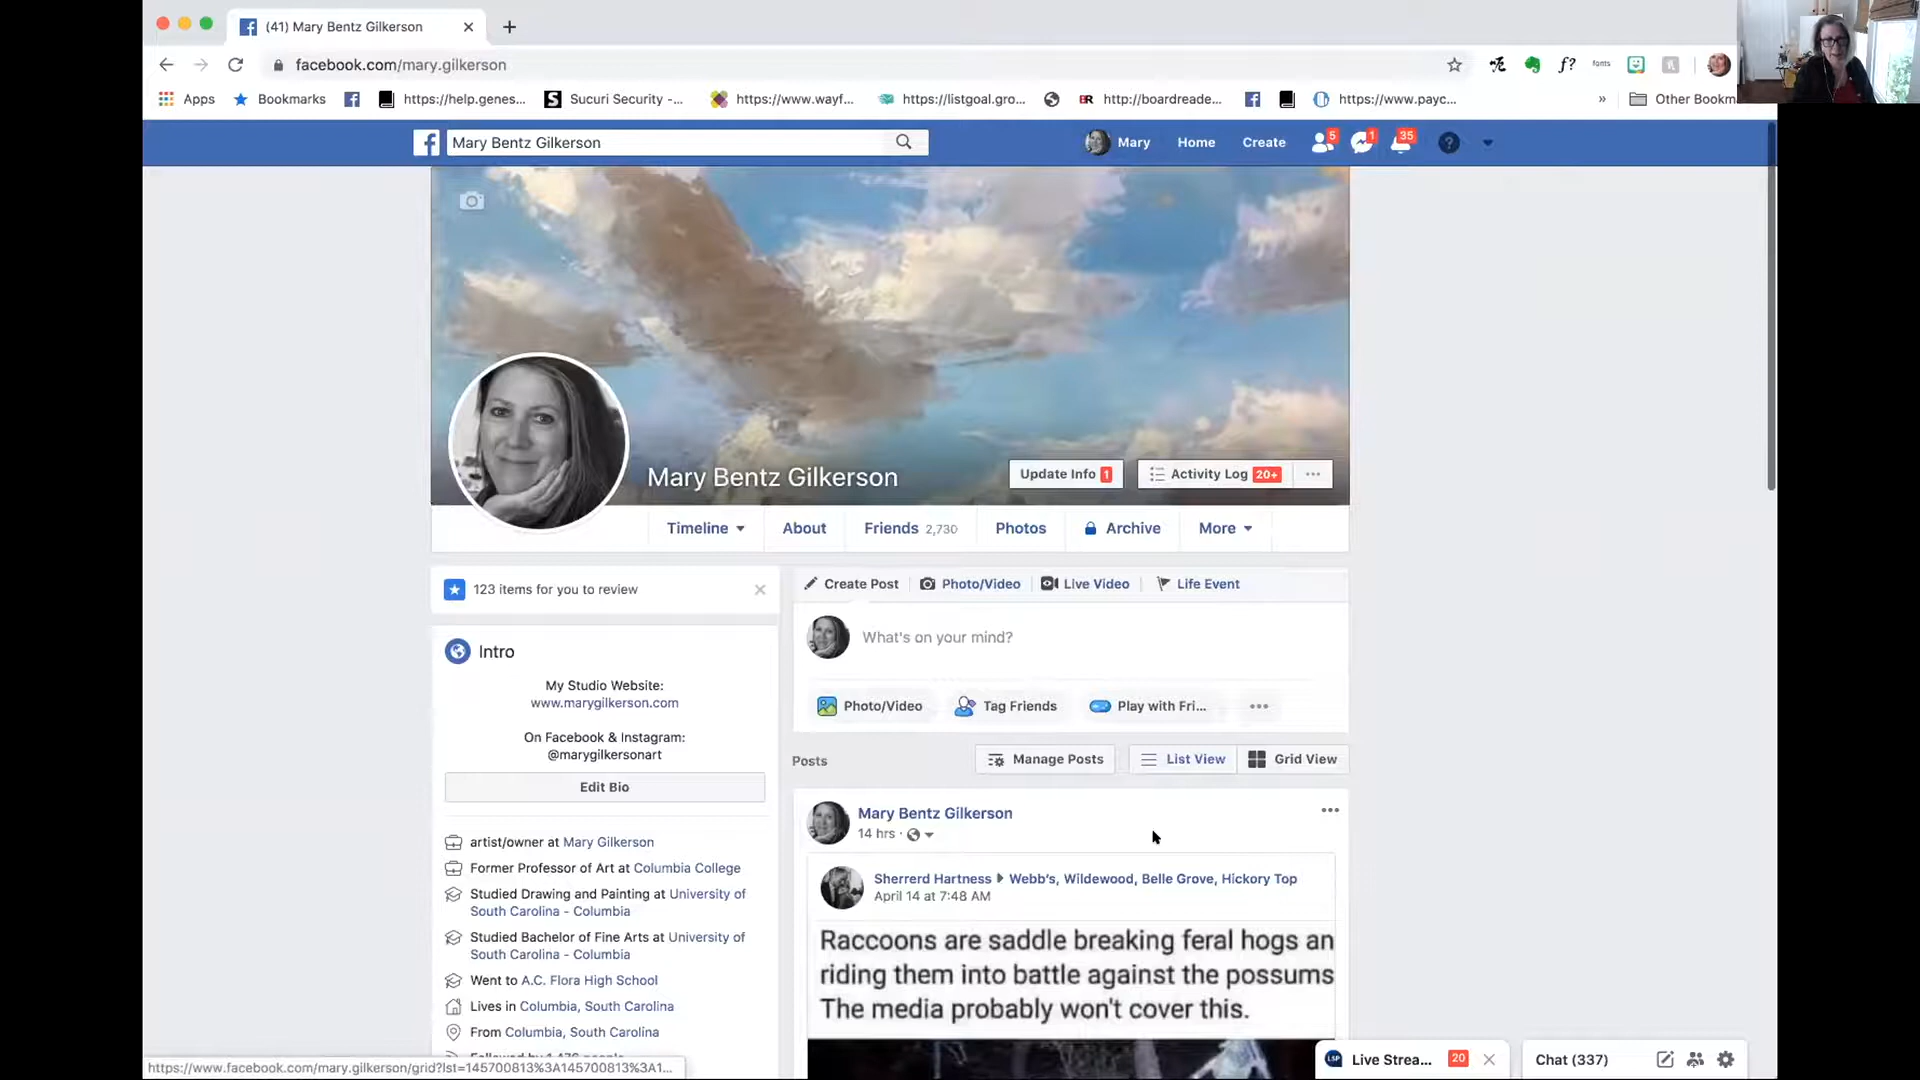 (41) Mary Bentz Gilkerson
facebook.com/mary.gilkerson
f? fonts
Apps Bookmarks https://help.genes... Sucuri Security -... https://www.wayf... https://listgoal.gro... BR http://boardreade... https://www.payc... » Other Bookm
Mary Bentz Gilkerson
Mary Home Create 5 1 35
Mary Bentz Gilkerson
Update Info 1 Activity Log 20+ ...
Timeline About Friends 2,730 Photos Archive More
123 items for you to review
Intro
My Studio Website:
www.marygilkerson.com
On Facebook & Instagram:
@marygilkersonart
Edit Bio
artist/owner at Mary Gilkerson
Former Professor of Art at Columbia College
Studied Drawing and Painting at University of
South Carolina - Columbia
Studied Bachelor of Fine Arts at University of
South Carolina - Columbia
Went to A.C. Flora High School
Lives in Columbia, South Carolina
From Columbia, South Carolina
Create Post Photo/Video Live Video Life Event
What's on your mind?
Photo/Video Tag Friends Play with Fri... ...
Posts Manage Posts List View Grid View
Mary Bentz Gilkerson
14 hrs ·
Sherrerd Hartness Webb's, Wildewood, Belle Grove, Hickory Top
April 14 at 7:48 AM
Raccoons are saddle breaking feral hogs an
riding them into battle against the possums
The media probably won't cover this.
https://www.facebook.com/mary.gilkerson/grid?lst=145700813%3A145700813%3A1...
LSP Live Strea... 20
Chat (337)